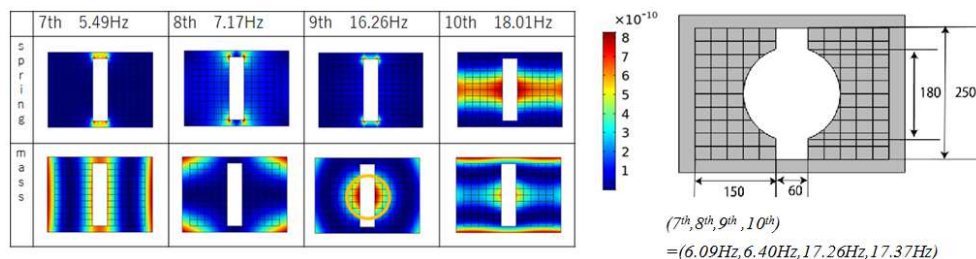 7th 5.49Hz 8th 7.17Hz 9th 16.26Hz 10th 18.01Hz
spring
mass
×10⁻¹⁰
8
7
6
5
4
3
2
1
180
250
150
60
(7ᵗʰ,8ᵗʰ,9ᵗʰ ,10ᵗʰ)
=(6.09Hz,6.40Hz,17.26Hz,17.37Hz)